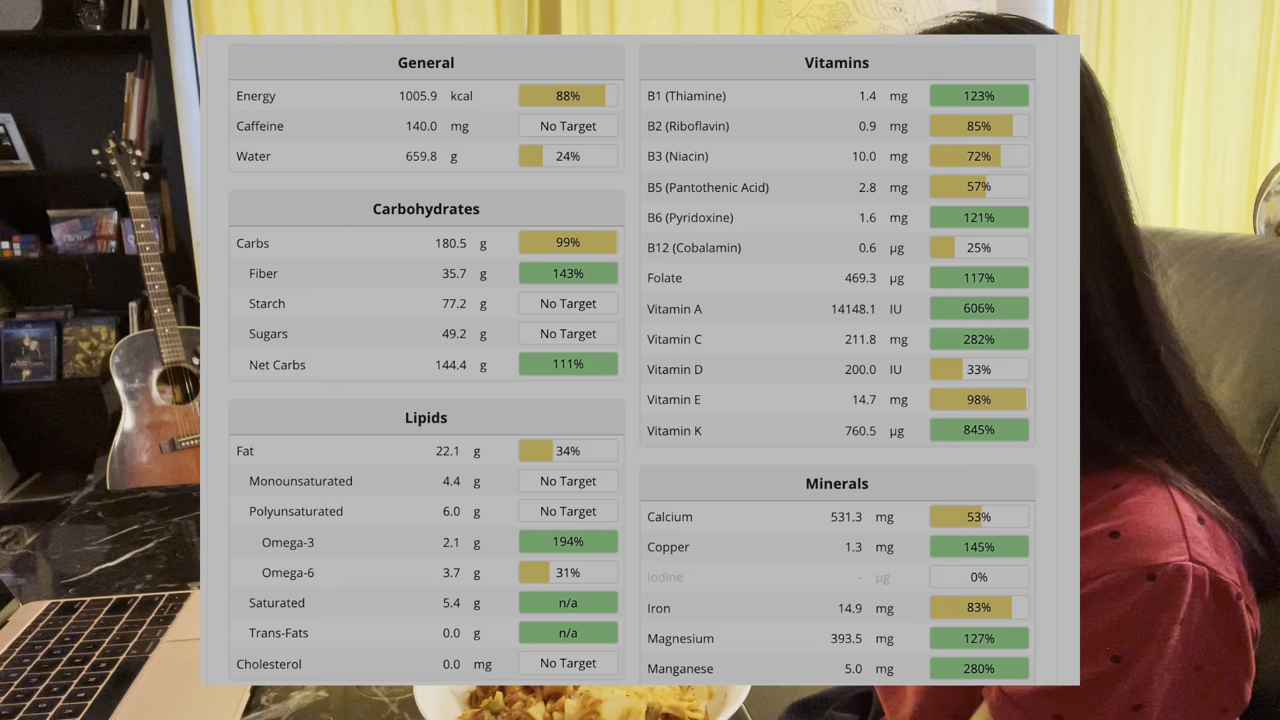 General
Energy 1005.9 kcal 88%
Caffeine 140.0 mg No Target
Water 659.8 g 24%
Carbohydrates
Carbs 180.5 g 99%
Fiber 35.7 g 143%
Starch 77.2 g No Target
Sugars 49.2 g No Target
Net Carbs 144.4 g 111%
Lipids
Fat 22.1 g 34%
Monounsaturated 4.4 g No Target
Polyunsaturated 6.0 g No Target
Omega-3 2.1 g 194%
Omega-6 3.7 g 31%
Saturated 5.4 g n/a
Trans-Fats 0.0 g n/a
Cholesterol 0.0 mg No Target
Vitamins
B1 (Thiamine) 1.4 mg 123%
B2 (Riboflavin) 0.9 mg 85%
B3 (Niacin) 10.0 mg 72%
B5 (Pantothenic Acid) 2.8 mg 57%
B6 (Pyridoxine) 1.6 mg 121%
B12 (Cobalamin) 0.6 µg 25%
Folate 469.3 µg 117%
Vitamin A 14148.1 IU 606%
Vitamin C 211.8 mg 282%
Vitamin D 200.0 IU 33%
Vitamin E 14.7 mg 98%
Vitamin K 760.5 µg 845%
Minerals
Calcium 531.3 mg 53%
Copper 1.3 mg 145%
Iodine - µg 0%
Iron 14.9 mg 83%
Magnesium 393.5 mg 127%
Manganese 5.0 mg 280%